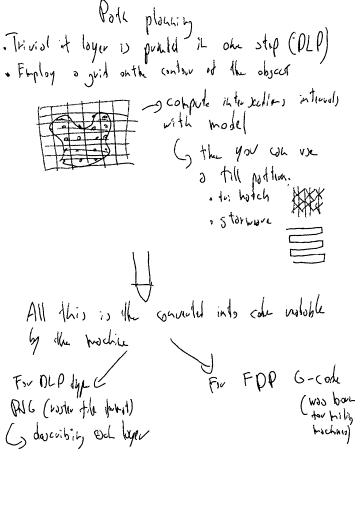 Path planning
• Trivial if layer is printed in one step (DLP)
• Employ a grid on the contour of the object
→ compute intersections intervals
with model
then you can use
a fill pattern.
• tri hatch
•
All this is then converted into code readable
by the machine
For DLP type
PNG (raster file format)
describing each layer
For FDP G-code
(was born
for milling
machines)